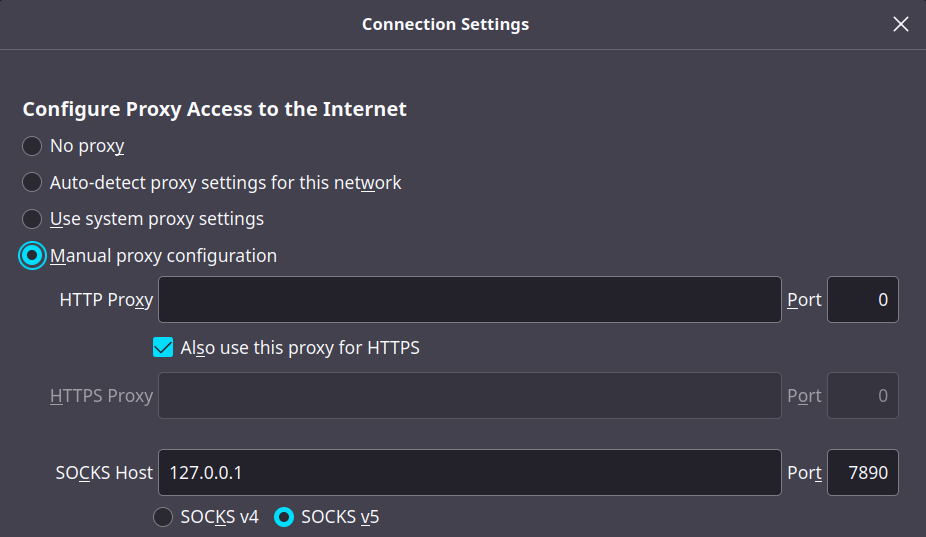 Connection Settings
Configure Proxy Access to the Internet
No proxy
Auto-detect proxy settings for this network
Use system proxy settings
Manual proxy configuration
HTTP Proxy Port 0
Also use this proxy for HTTPS
HTTPS Proxy Port 0
SOCKS Host 127.0.0.1 Port 7890
SOCKS v4 SOCKS v5